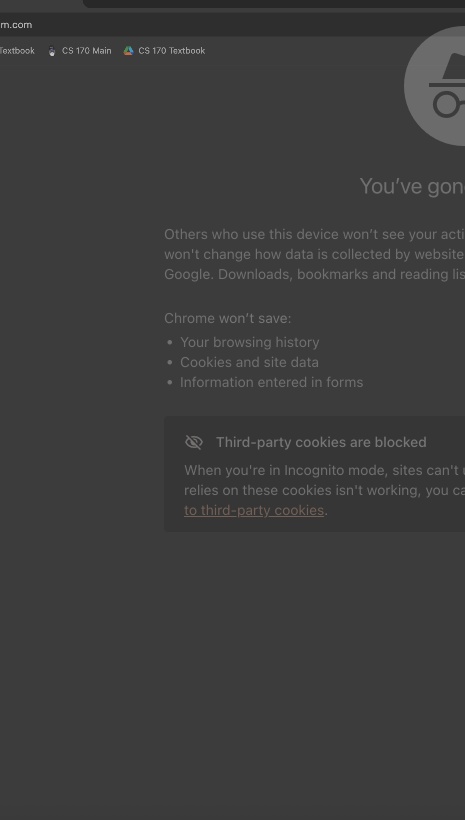 m.com
Textbook CS 170 Main CS 170 Textbook
You've gon
Others who use this device won't see your acti
won't change how data is collected by website
Google. Downloads, bookmarks and reading lis
Chrome won't save:
• Your browsing history
• Cookies and site data
• Information entered in forms
Third-party cookies are blocked
When you're in Incognito mode, sites can't
relies on these cookies isn't working, you ca
to third-party cookies.